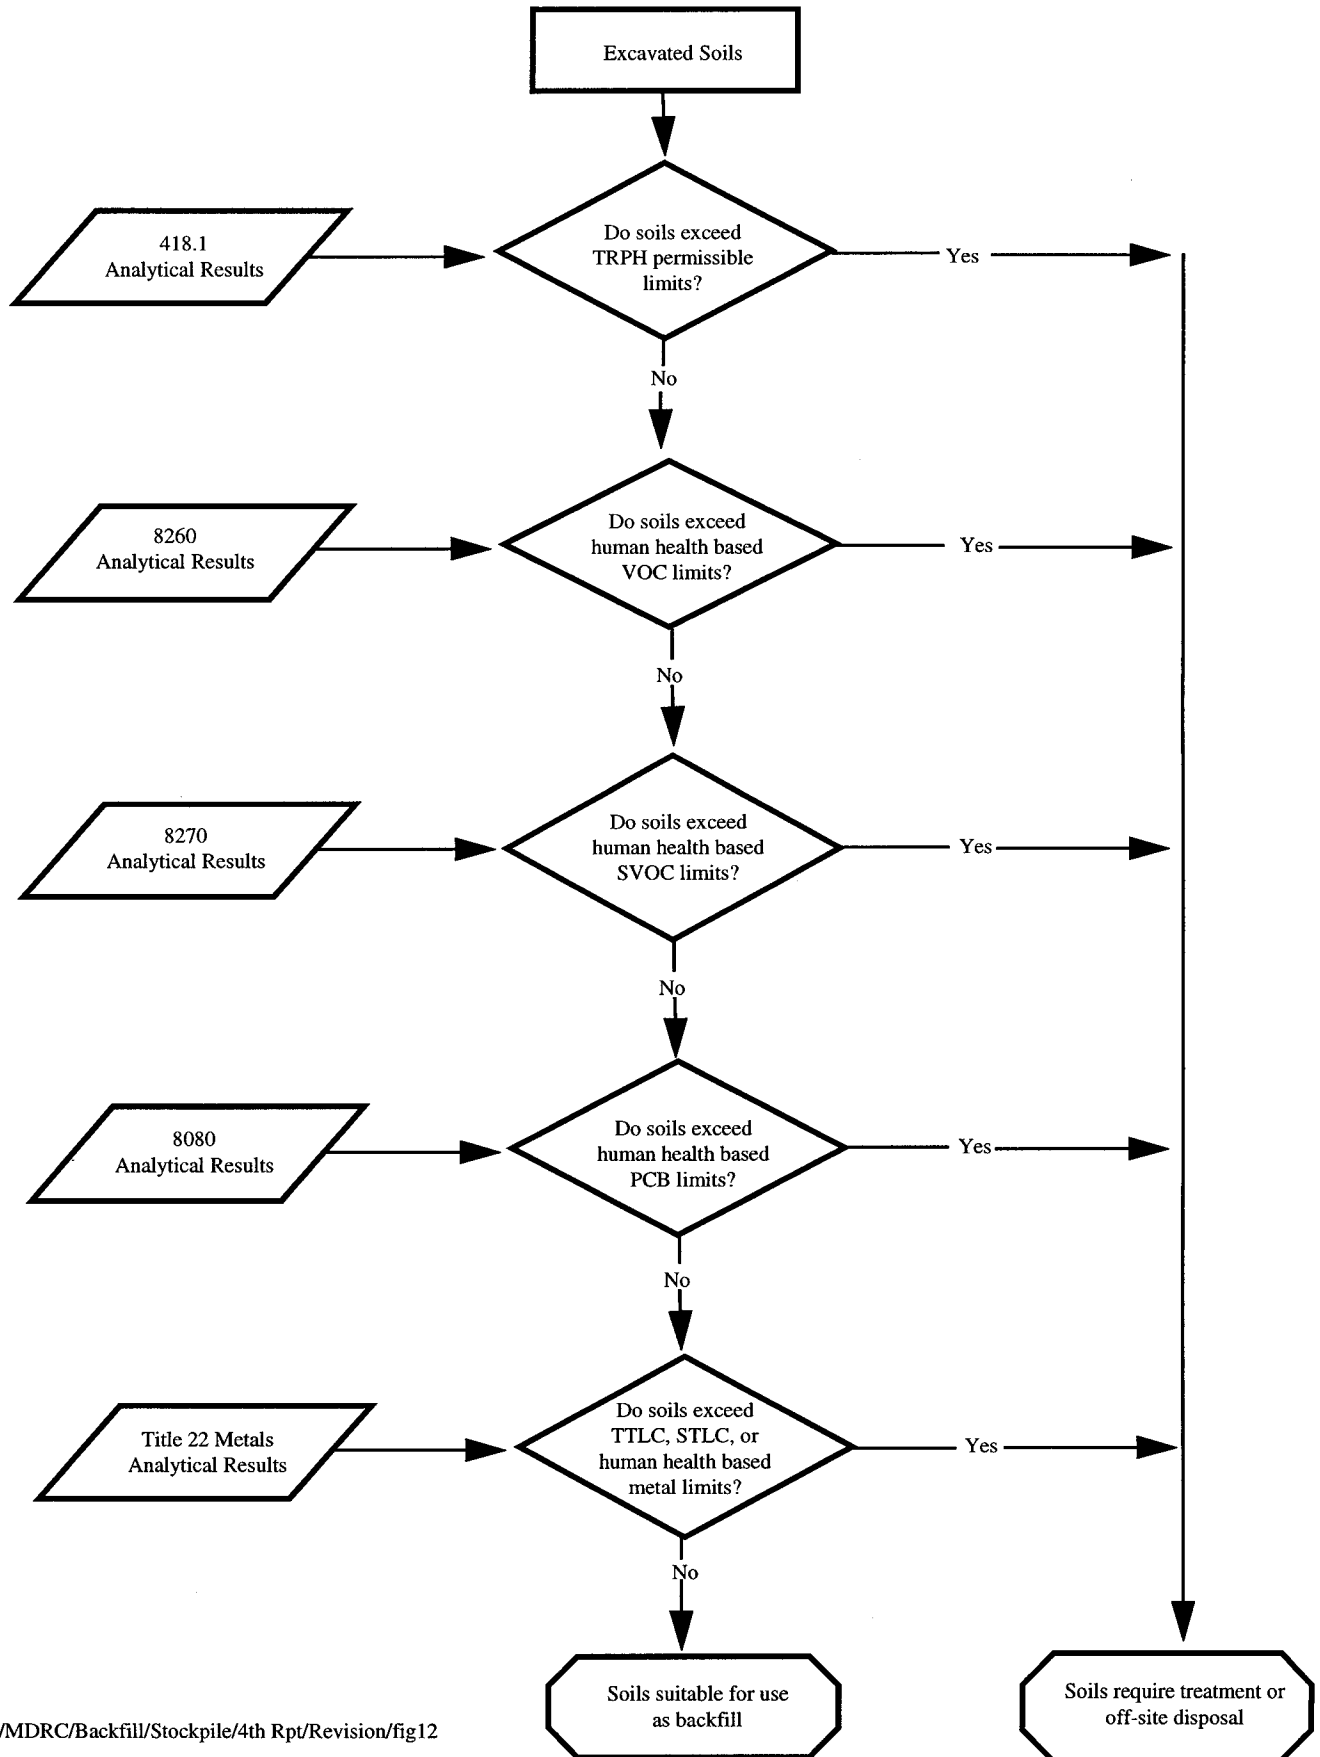 Excavated Soils
418.1
Analytical Results
Do soils exceed
TRPH permissible
limits?
Yes
No
8260
Analytical Results
Do soils exceed
human health based
VOC limits?
Yes
No
8270
Analytical Results
Do soils exceed
human health based
SVOC limits?
Yes
No
8080
Analytical Results
Do soils exceed
human health based
PCB limits?
Yes
No
Title 22 Metals
Analytical Results
Do soils exceed
TTLC, STLC, or
human health based
metal limits?
Yes
No
Soils suitable for use
as backfill
Soils require treatment or
off-site disposal
/MDRC/Backfill/Stockpile/4th Rpt/Revision/fig12